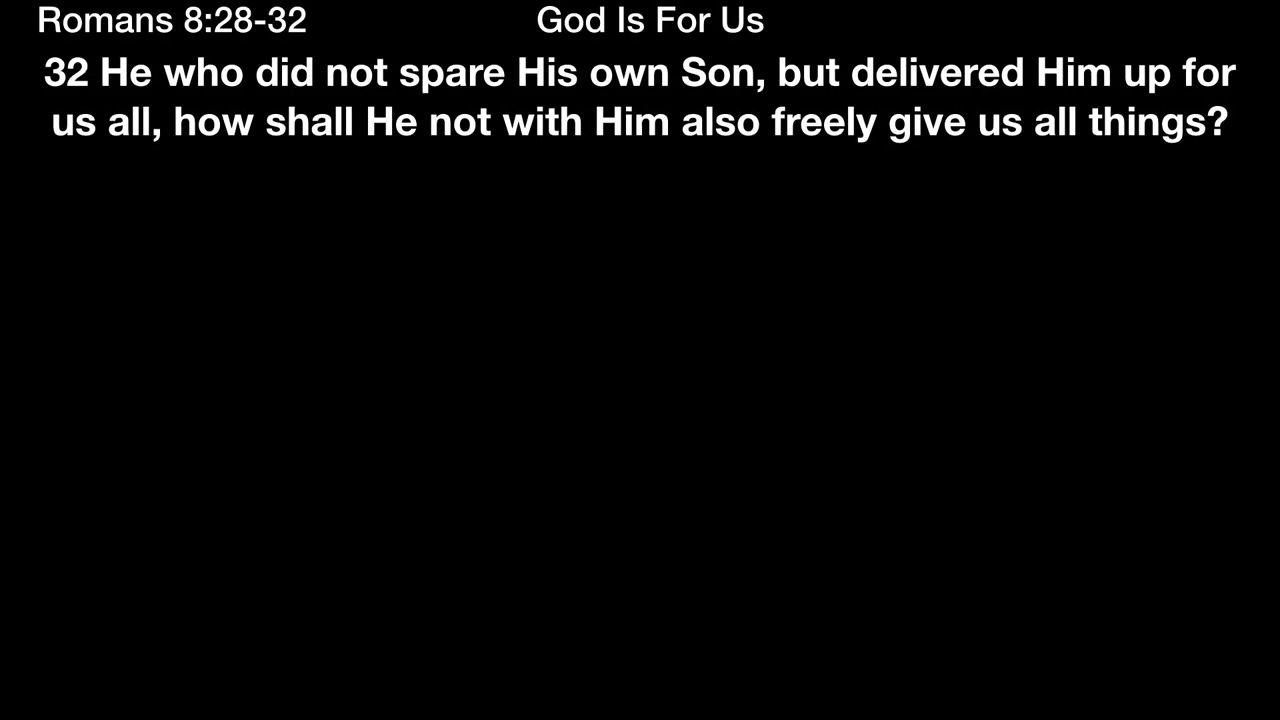 Romans 8:28-32 God Is For Us
32 He who did not spare His own Son, but delivered Him up for
us all, how shall He not with Him also freely give us all things?